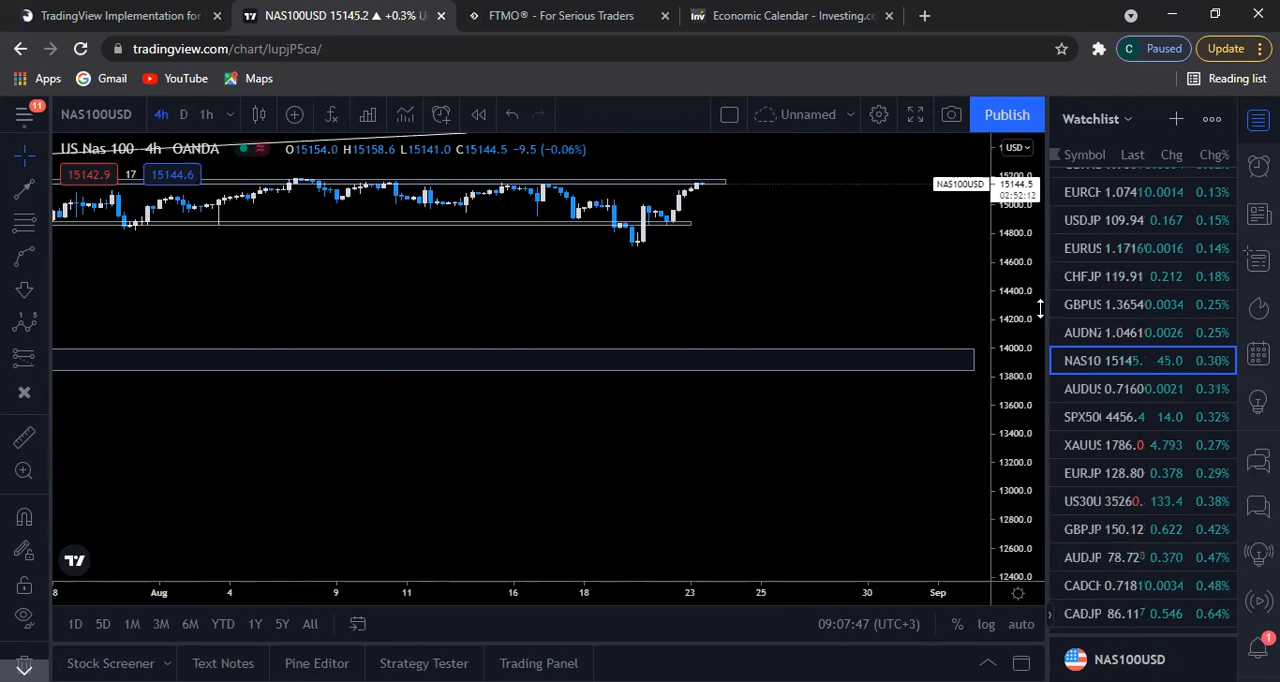 TradingView Implementation for
NAS100USD 15145.2 ▲ +0.3% U
FTMO® - For Serious Traders
Inv
Economic Calendar - Investing.co
tradingview.com/chart/lupjP5ca/
C Paused
Update
Apps
Gmail
YouTube
Maps
Reading list
11
NAS100USD
4h D 1h
Unnamed
Publish
Watchlist
US Nas 100 · 4h · OANDA
O15154.0 H15158.6 L15141.0 C15144.5 -9.5 (-0.06%)
USD
Symbol Last Chg Chg%
15142.9 17 15144.6
15200.0
NAS100USD 15144.5
02:52:12
15000.0
14800.0
14600.0
14400.0
14200.0
14000.0
13800.0
13600.0
13400.0
13200.0
13000.0
12800.0
12600.0
12400.0
EURCH 1.0741 0.0014 0.13%
USDJP 109.94 0.167 0.15%
EURUS 1.1716 0.0016 0.14%
CHFJP 119.91 0.212 0.18%
GBPUS 1.3654 0.0034 0.25%
AUDNZ 1.0461 0.0026 0.25%
NAS10 15145. 45.0 0.30%
AUDUS 0.7160 0.0021 0.31%
SPX50 4456.4 14.0 0.32%
XAUUS 1786.0 4.793 0.27%
EURJP 128.80 0.378 0.29%
US30U 35260. 133.4 0.38%
GBPJP 150.12 0.622 0.42%
AUDJP 78.723 0.370 0.47%
CADCH 0.7181 0.0034 0.48%
CADJP 86.117 0.546 0.64%
8 Aug 4 9 11 16 18 23 25 30 Sep
1D 5D 1M 3M 6M YTD 1Y 5Y All
09:07:47 (UTC+3)
% log auto
Stock Screener
Text Notes
Pine Editor
Strategy Tester
Trading Panel
NAS100USD
1